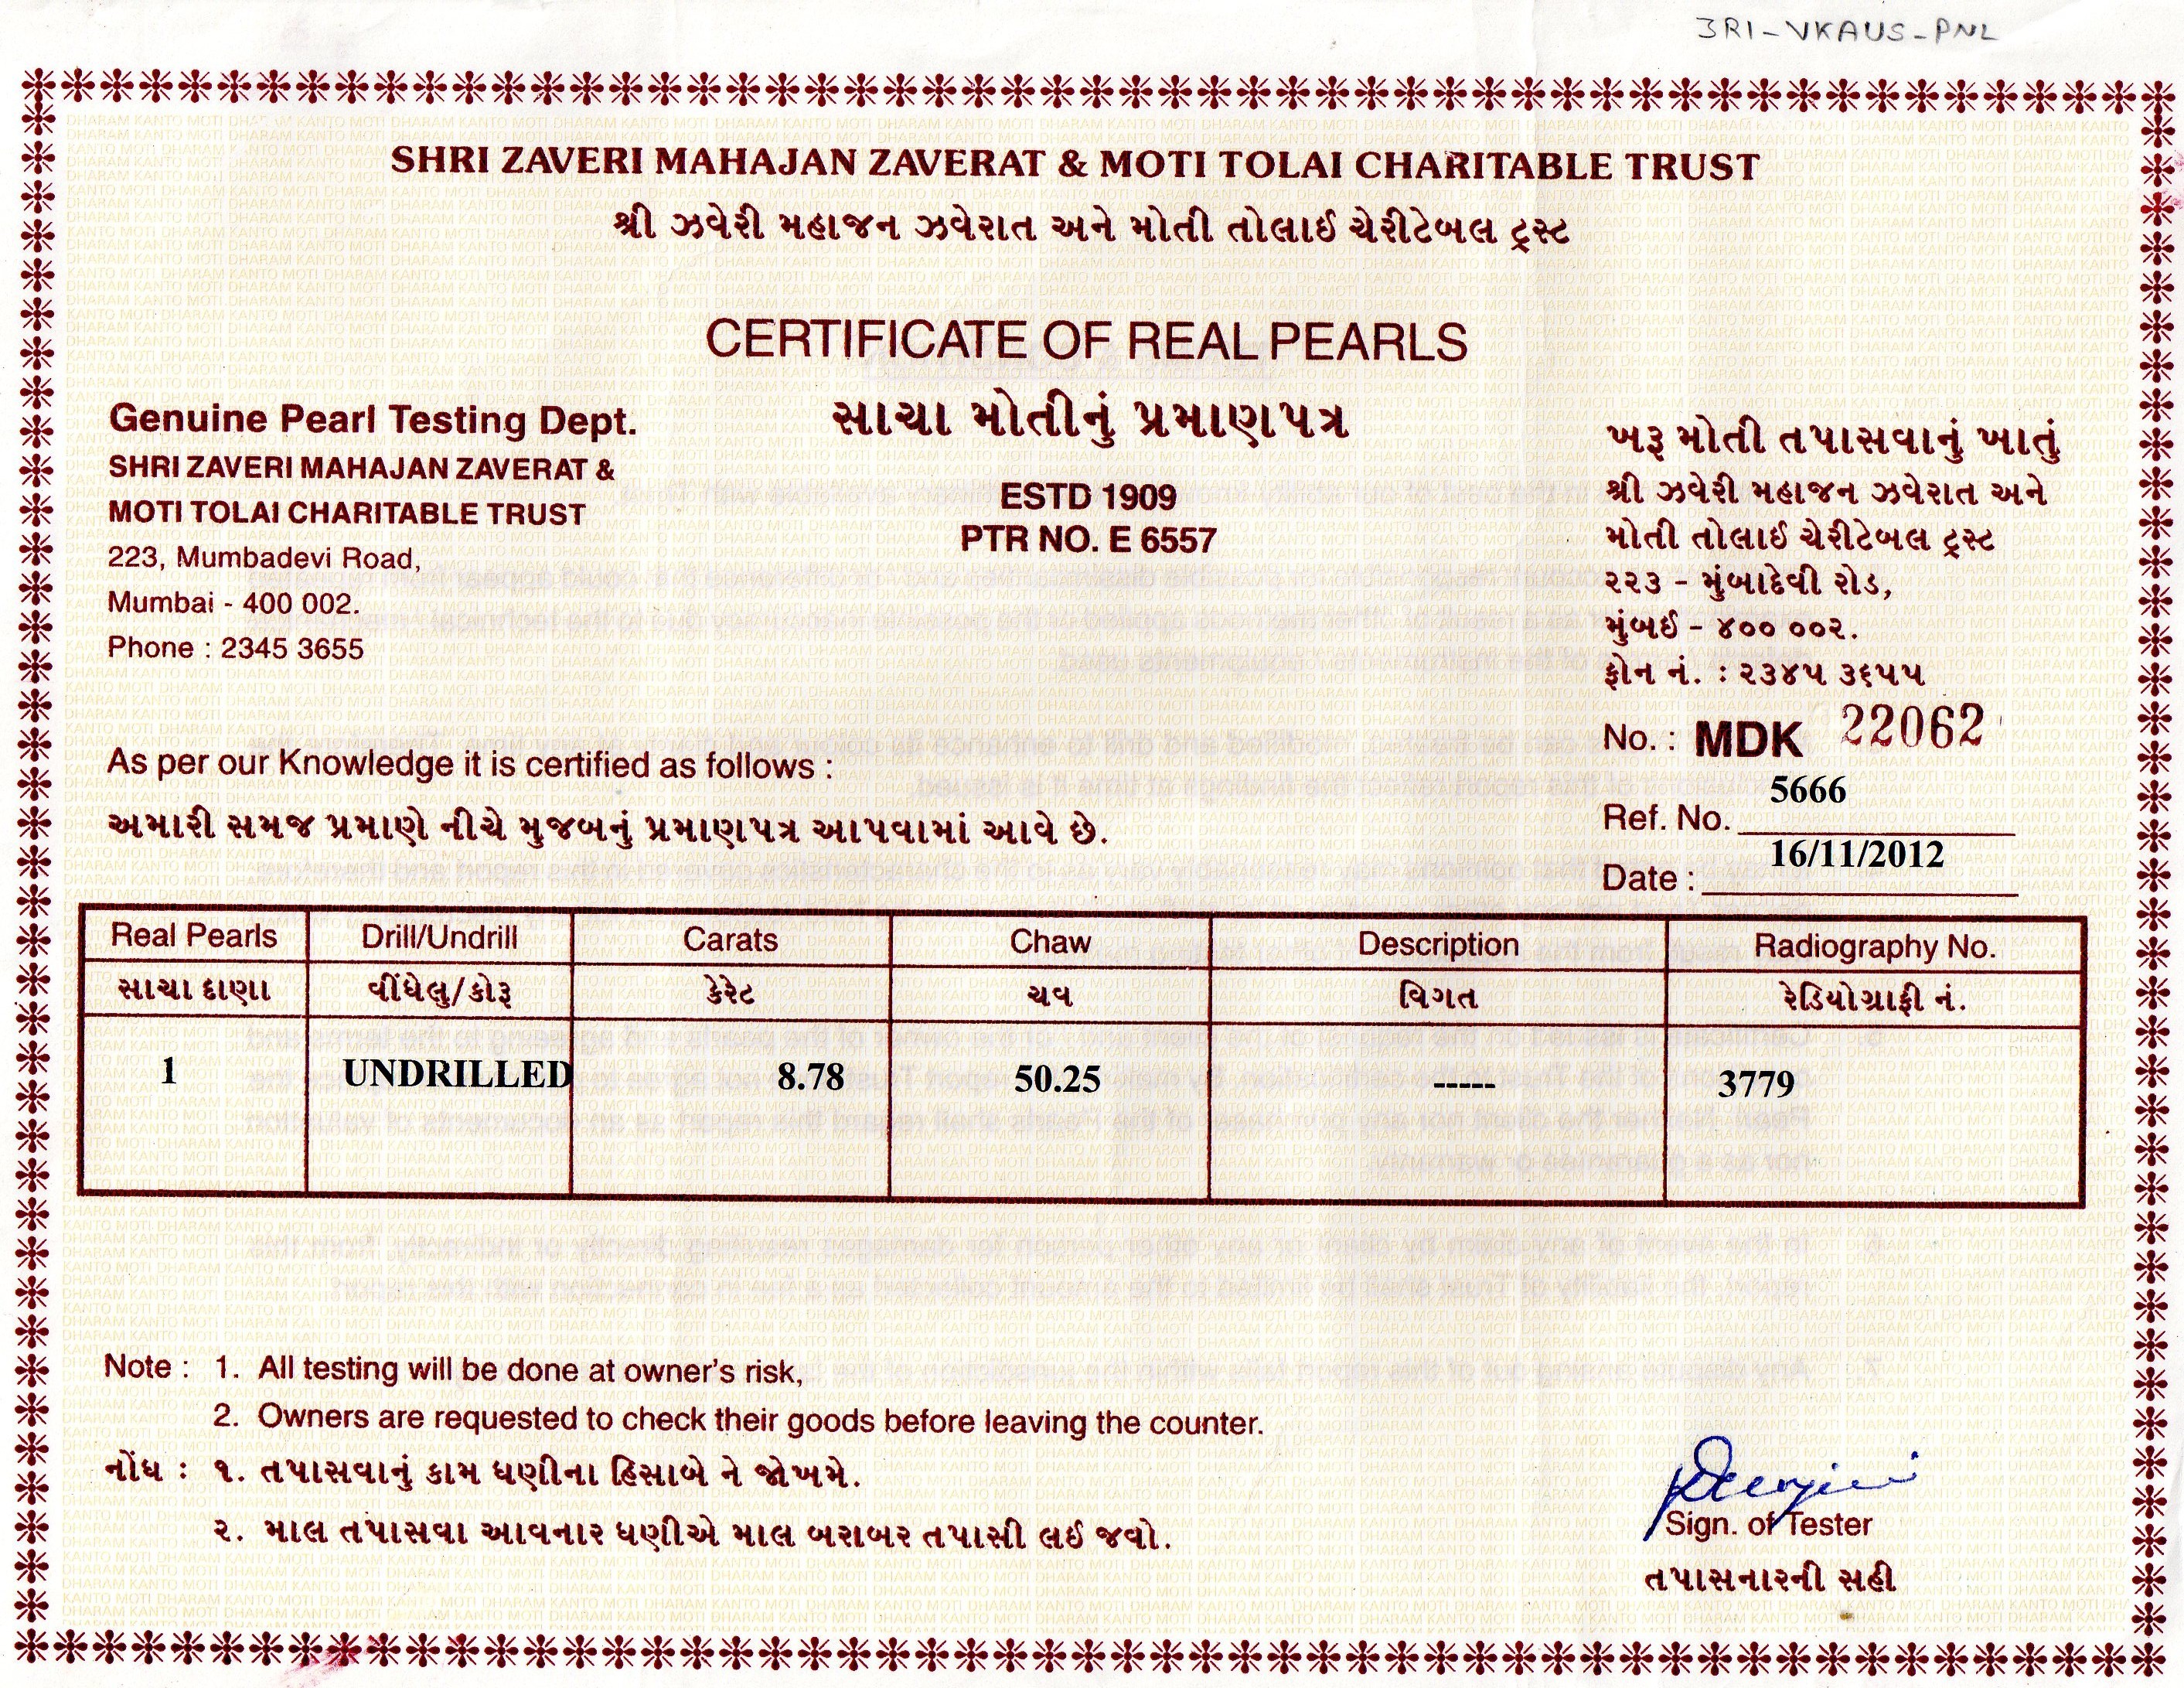 3RI-VKAUS-PNL
SHRI ZAVERI MAHAJAN ZAVERAT & MOTI TOLAI CHARITABLE TRUST
શ્રી ઝવેરી મહાજન ઝવેરાત અને મોતી તોલાઈ ચેરીટેબલ ટ્રસ્ટ
CERTIFICATE OF REAL PEARLS
સાચા મોતીનું પ્રમાણપત્ર
ESTD 1909
PTR NO. E 6557
Genuine Pearl Testing Dept.
SHRI ZAVERI MAHAJAN ZAVERAT &
MOTI TOLAI CHARITABLE TRUST
223, Mumbadevi Road,
Mumbai - 400 002.
Phone : 2345 3655
ખરૂ મોતી તપાસવાનું ખાતું
શ્રી ઝવેરી મહાજન ઝવેરાત અને
મોતી તોલાઈ ચેરીટેબલ ટ્રસ્ટ
૨૨૩ - મુંબાદેવી રોડ,
મુંબઈ - ૪૦૦ ૦૦૨.
ફોન નં. : ૨૩૪૫ ૩૬૫૫
No. : MDK 22062
Ref. No. 5666
Date : 16/11/2012
As per our Knowledge it is certified as follows :
અમારી સમજ પ્રમાણે નીચે મુજબનું પ્રમાણપત્ર આપવામાં આવે છે.
Real Pearls Drill/Undrill Carats Chaw Description Radiography No.
સાચા દાણા વીંધેલુ/કોરૂ કેરેટ ચવ વિગત રેડિયોગ્રાફી નં.
1 UNDRILLED 8.78 50.25 ----- 3779
Note : 1. All testing will be done at owner's risk,
2. Owners are requested to check their goods before leaving the counter.
નોંધ : ૧. તપાસવાનું કામ ધણીના હિસાબે ને જોખમે.
૨. માલ તપાસવા આવનાર ધણીએ માલ બરાબર તપાસી લઈ જવો.
Sign. of Tester
તપાસનારની સહી